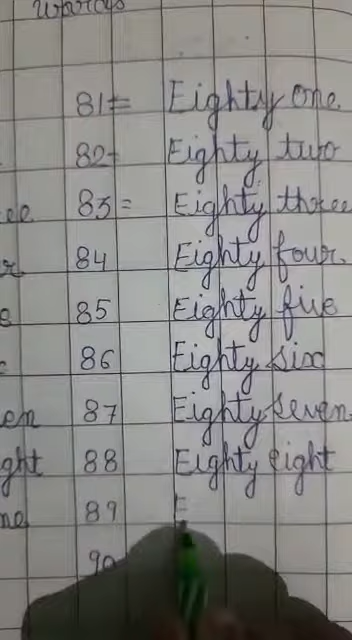 81= Eighty one
82- Eighty two
ee 83= Eighty three
84 Eighty four.
85 Eighty five
86 Eighty six
en 87 Eighty seven
ght 88 Eighty eight
ne 89 E
90